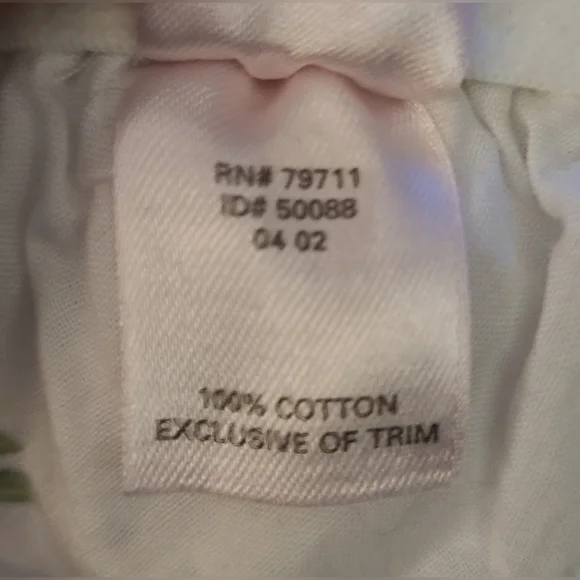 RN# 79711
ID# 50088
04 02
100% COTTON
EXCLUSIVE OF TRIM